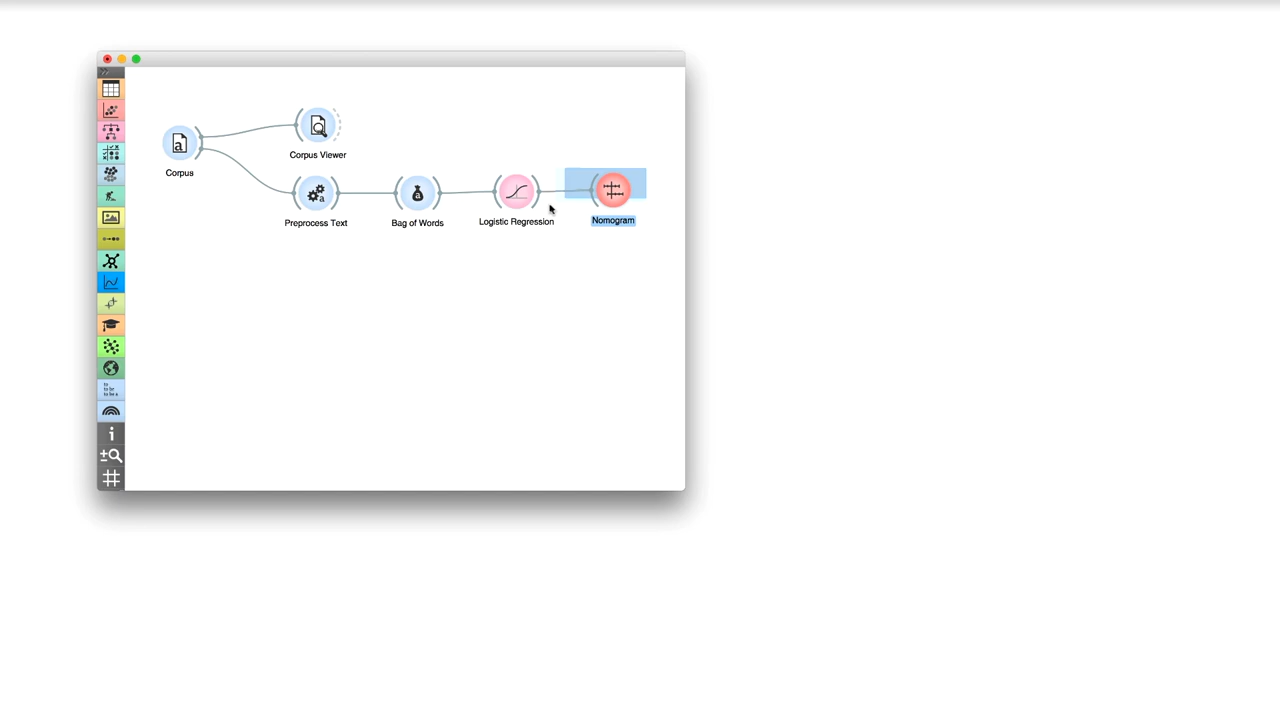 Corpus
Corpus Viewer
Preprocess Text
Bag of Words
Logistic Regression
Nomogram